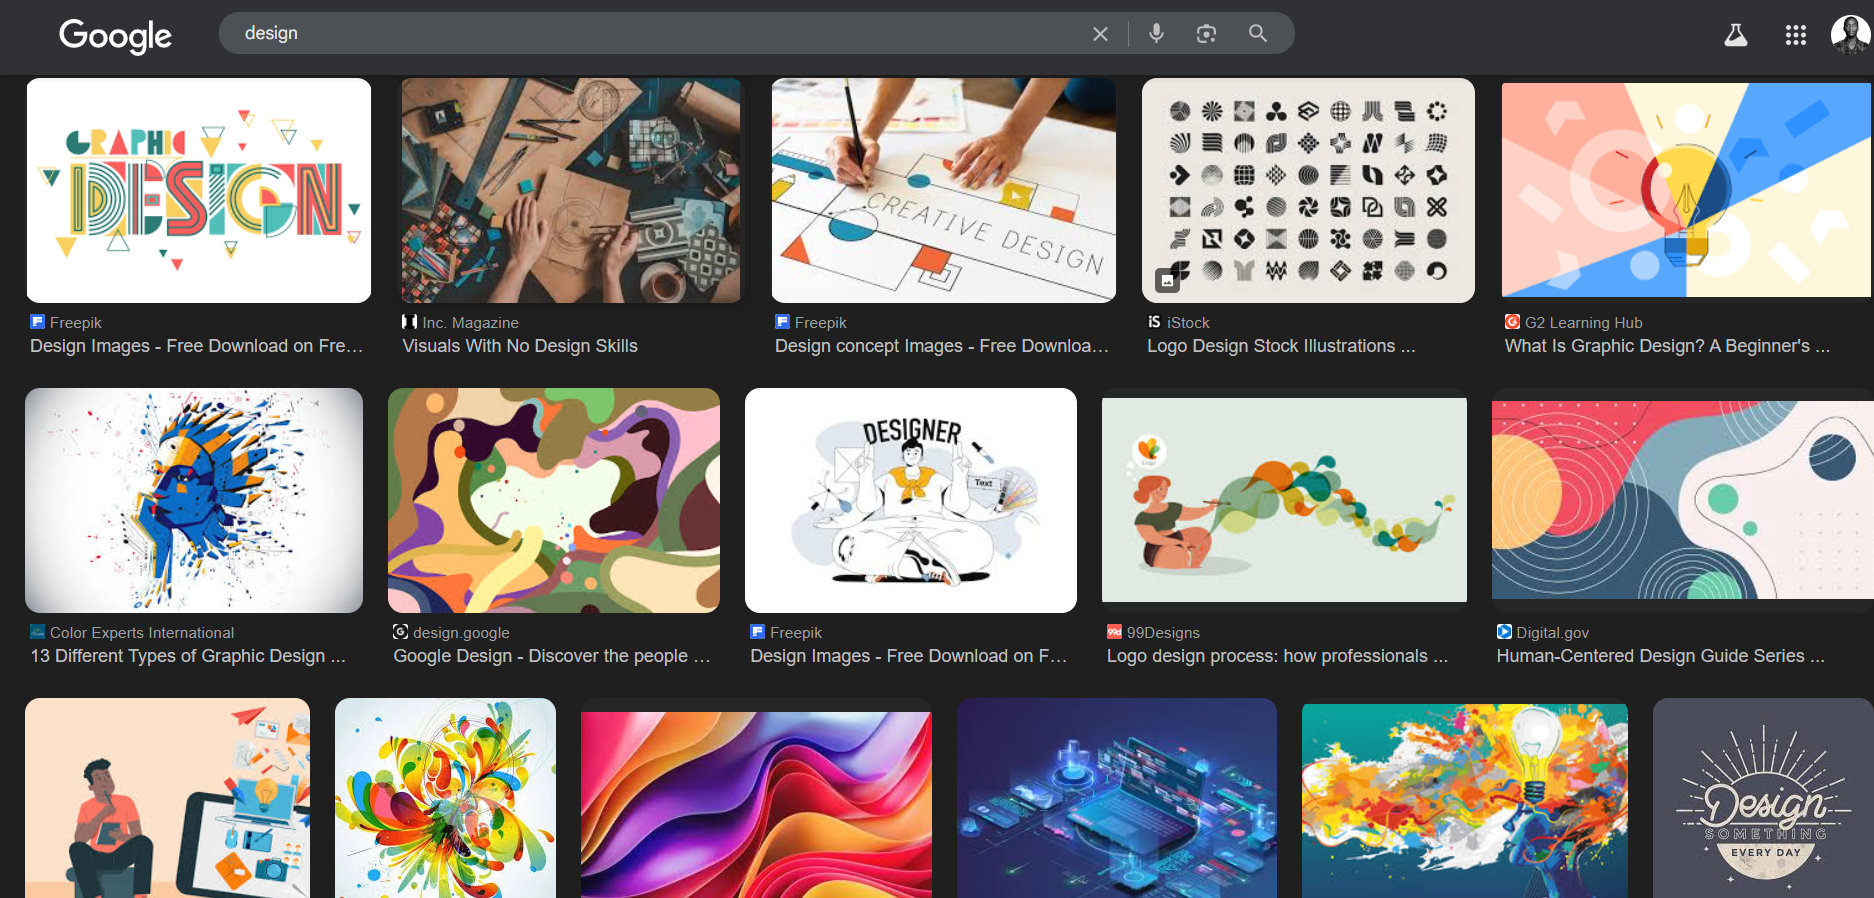 Google
design
GRAPHIC
DESIGN
CREATIVE DESIGN
Freepik
Design Images - Free Download on Fre...
Inc. Magazine
Visuals With No Design Skills
Freepik
Design concept Images - Free Downloa...
iS iStock
Logo Design Stock Illustrations ...
G2 Learning Hub
What Is Graphic Design? A Beginner's ...
DESIGNER
Text
Logo
Color Experts International
13 Different Types of Graphic Design ...
design.google
Google Design - Discover the people ...
Freepik
Design Images - Free Download on F...
99d 99Designs
Logo design process: how professionals ...
Digital.gov
Human-Centered Design Guide Series ...
Design
SOMETHING
EVERY DAY